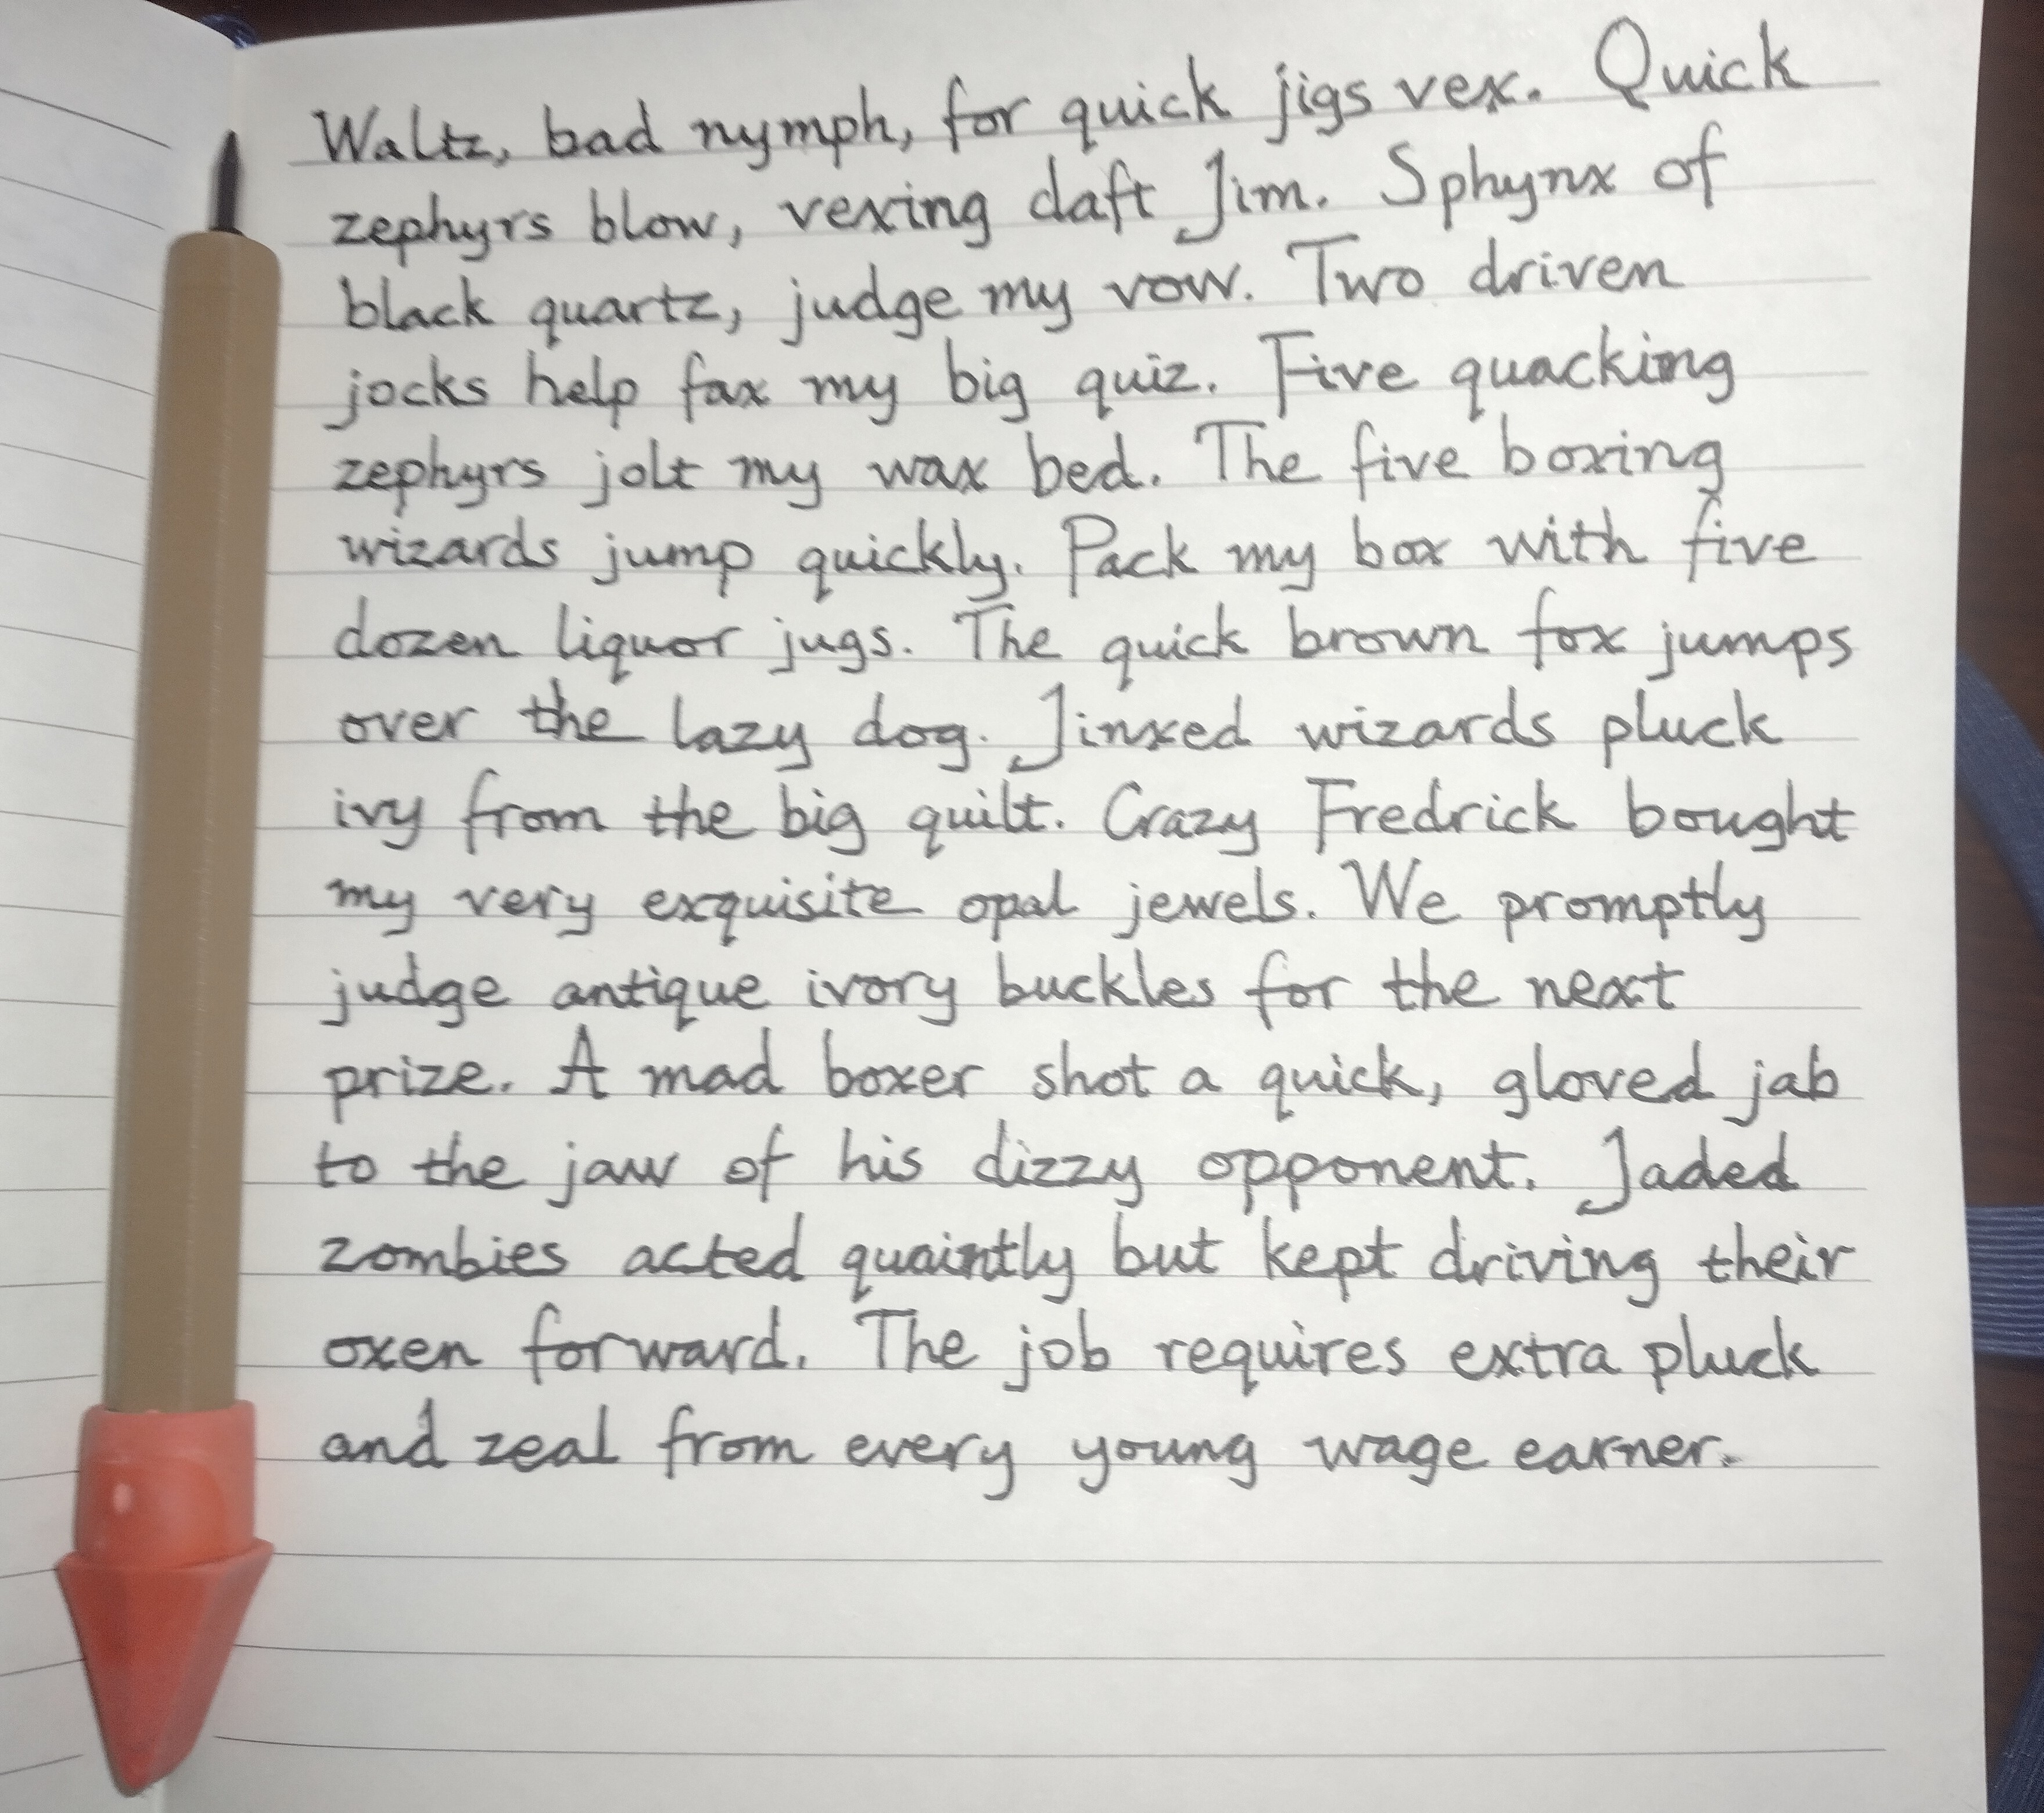 Waltz, bad nymph, for quick jigs vex. Quick
zephyrs blow, vexing daft Jim. Sphynx of
black quartz, judge my vow. Two driven
jocks help fax my big quiz. Five quacking
zephyrs jolt my wax bed. The five boxing
wizards jump quickly. Pack my box with five
dozen liquor jugs. The quick brown fox jumps
over the lazy dog. Jinxed wizards pluck
ivy from the big quilt. Crazy Fredrick bought
my very exquisite opal jewels. We promptly
judge antique ivory buckles for the next
prize. A mad boxer shot a quick, gloved jab
to the jaw of his dizzy opponent. Jaded
zombies acted quaintly but kept driving their
oxen forward. The job requires extra pluck
and zeal from every young wage earner.